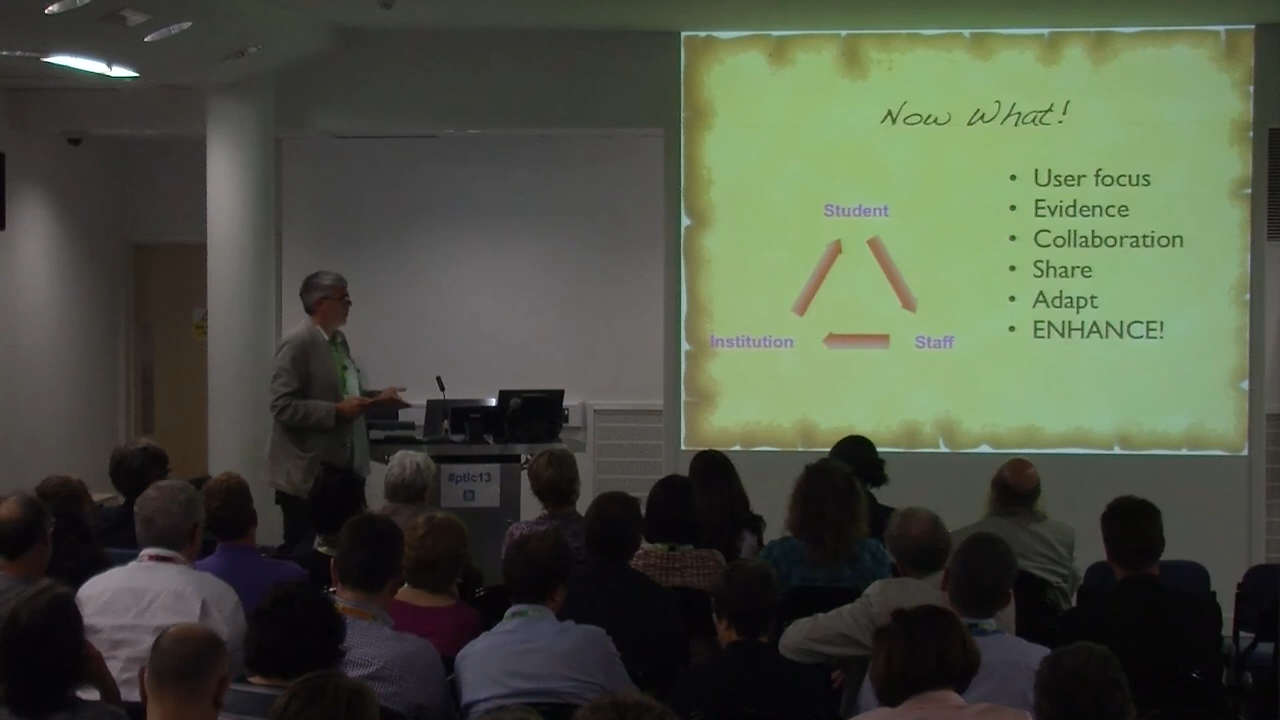 Now What!
Student
Institution
Staff
• User focus
• Evidence
• Collaboration
• Share
• Adapt
• ENHANCE!
#ptlc13